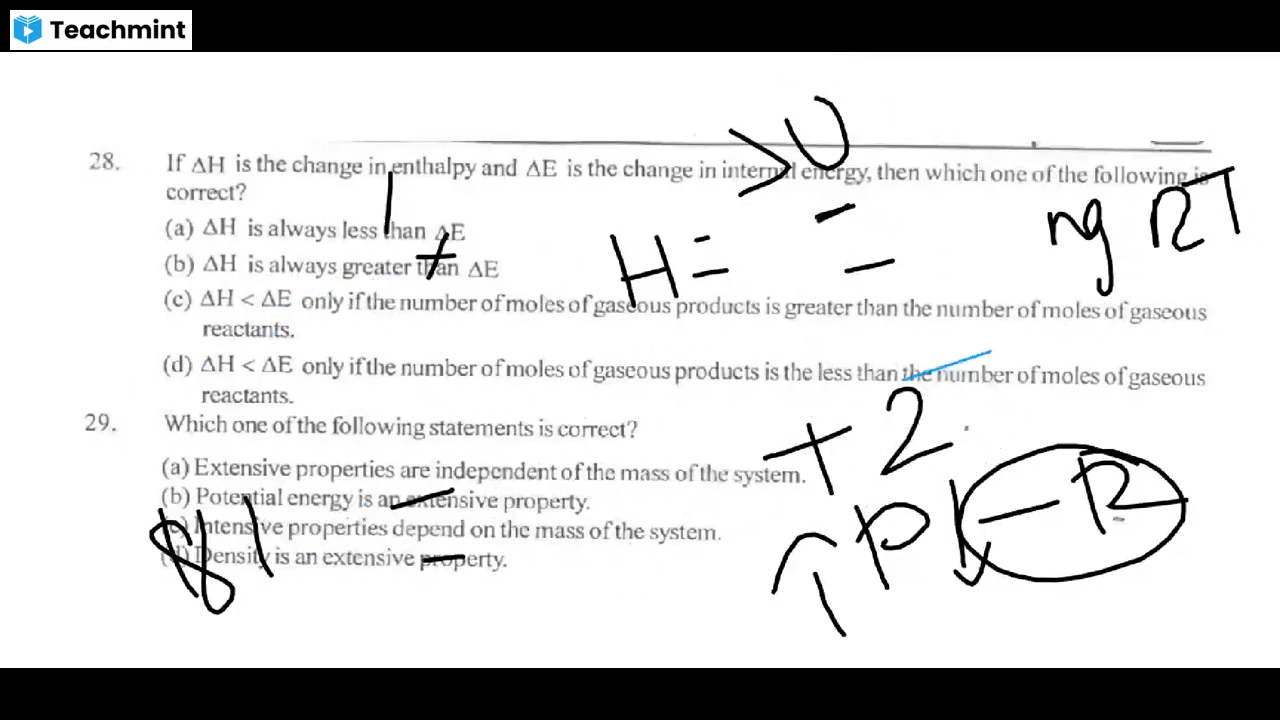 Teachmint
28. If ΔH is the change in enthalpy and ΔE is the change in internal energy, then which one of the following is
correct?
(a) ΔH is always less than ΔE
(b) ΔH is always greater than ΔE
(c) ΔH < ΔE only if the number of moles of gaseous products is greater than the number of moles of gaseous
reactants.
(d) ΔH < ΔE only if the number of moles of gaseous products is the less than the number of moles of gaseous
reactants.
29. Which one of the following statements is correct?
(a) Extensive properties are independent of the mass of the system.
(b) Potential energy is an extensive property.
(c) Intensive properties depend on the mass of the system.
(d) Density is an extensive property.
> U
H = - ng RT
+ 2
P - R